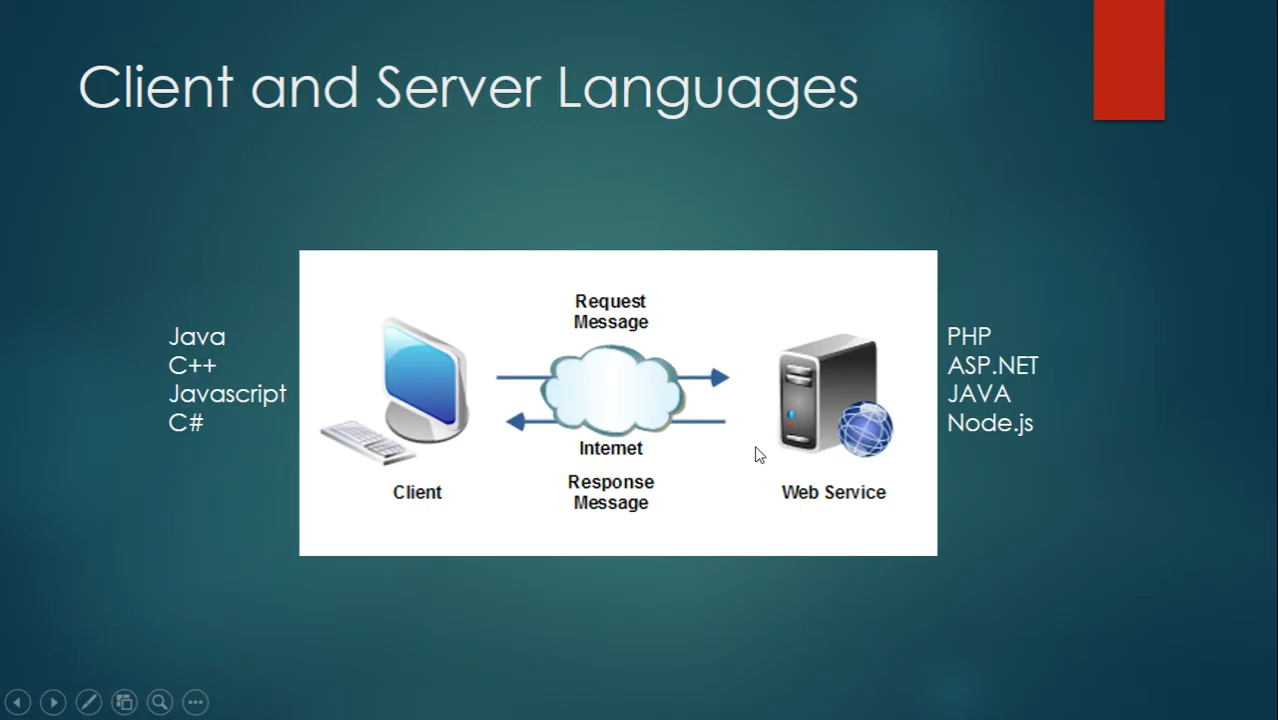 Client and Server Languages
Java
C++
Javascript
C#
Request
Message
Internet
Response
Message
Client
Web Service
PHP
ASP.NET
JAVA
Node.js